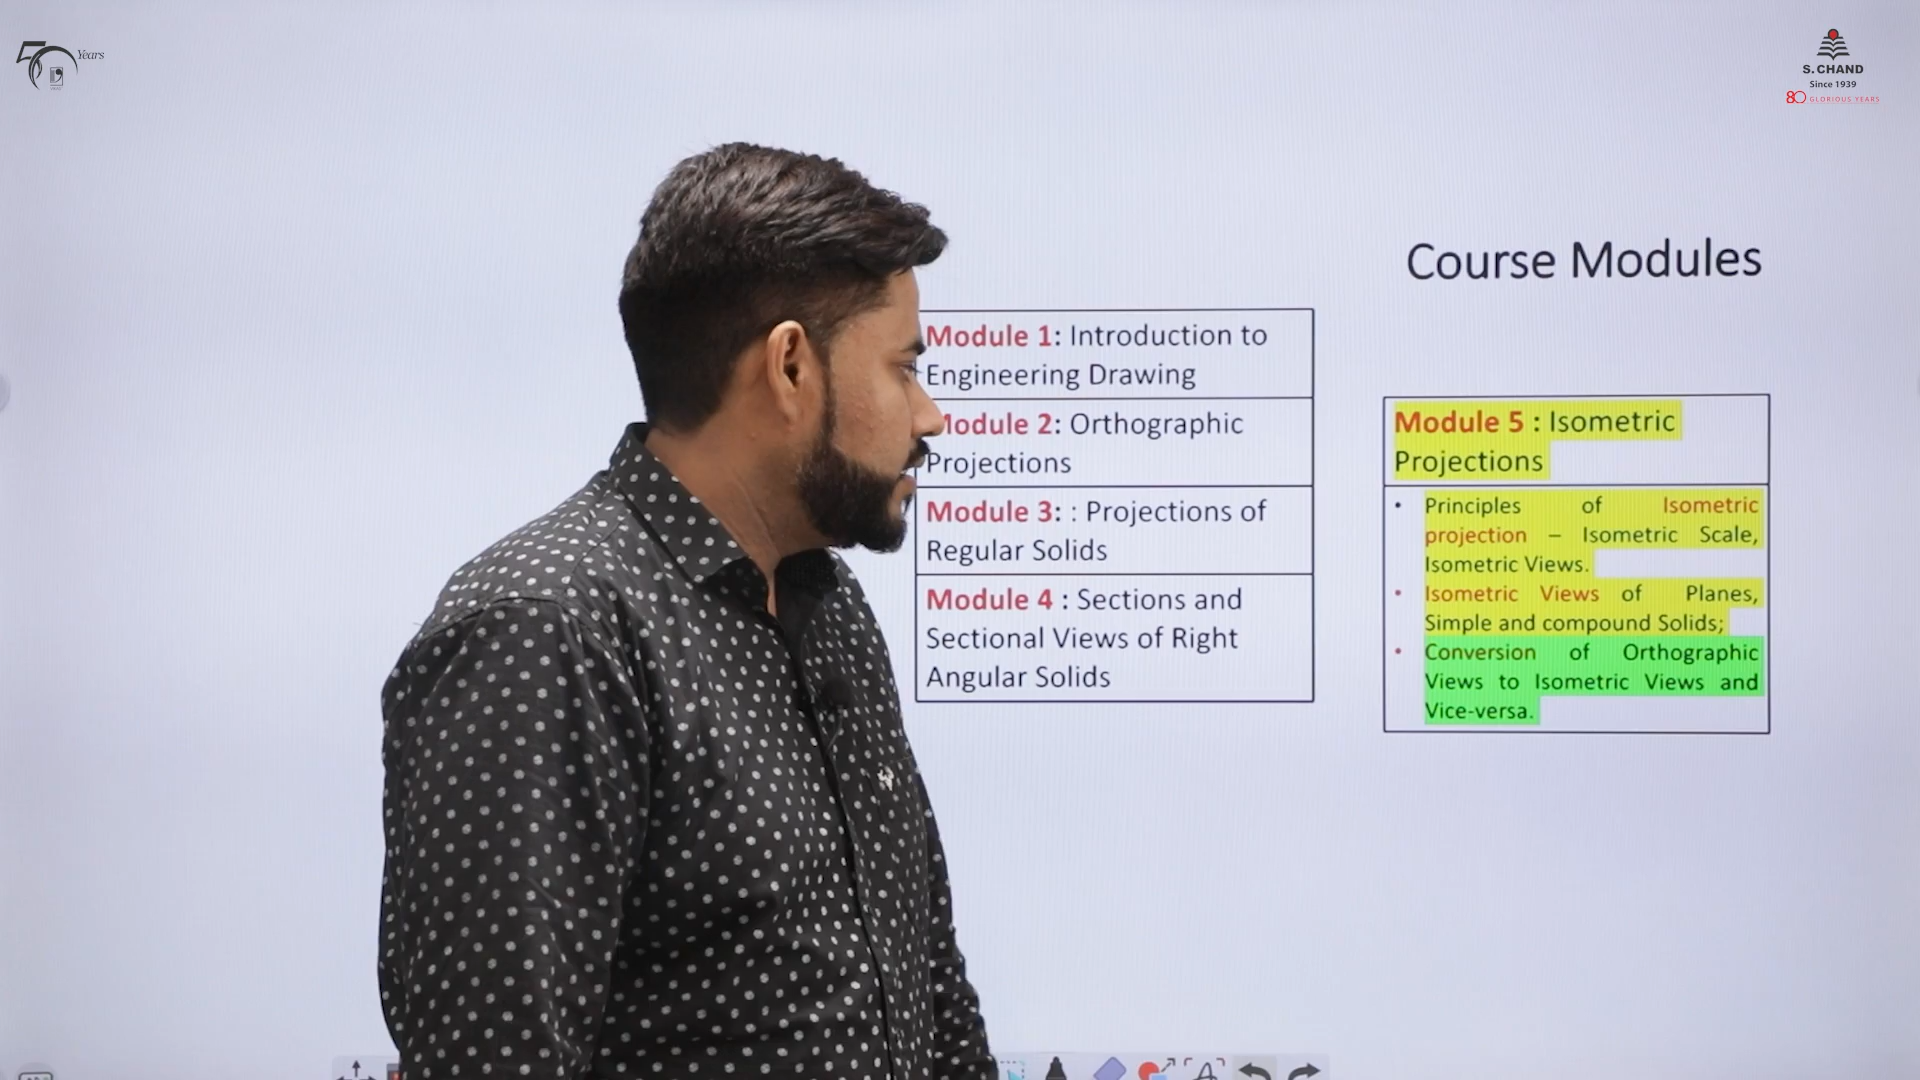 50 Years
S. CHAND
Since 1939
80 GLORIOUS YEARS
Course Modules
Module 1: Introduction to
Engineering Drawing
Module 2: Orthographic
Projections
Module 3: : Projections of
Regular Solids
Module 4 : Sections and
Sectional Views of Right
Angular Solids
Module 5 : Isometric
Projections
• Principles of Isometric
projection – Isometric Scale,
Isometric Views.
• Isometric Views of Planes,
Simple and compound Solids;
• Conversion of Orthographic
Views to Isometric Views and
Vice-versa.